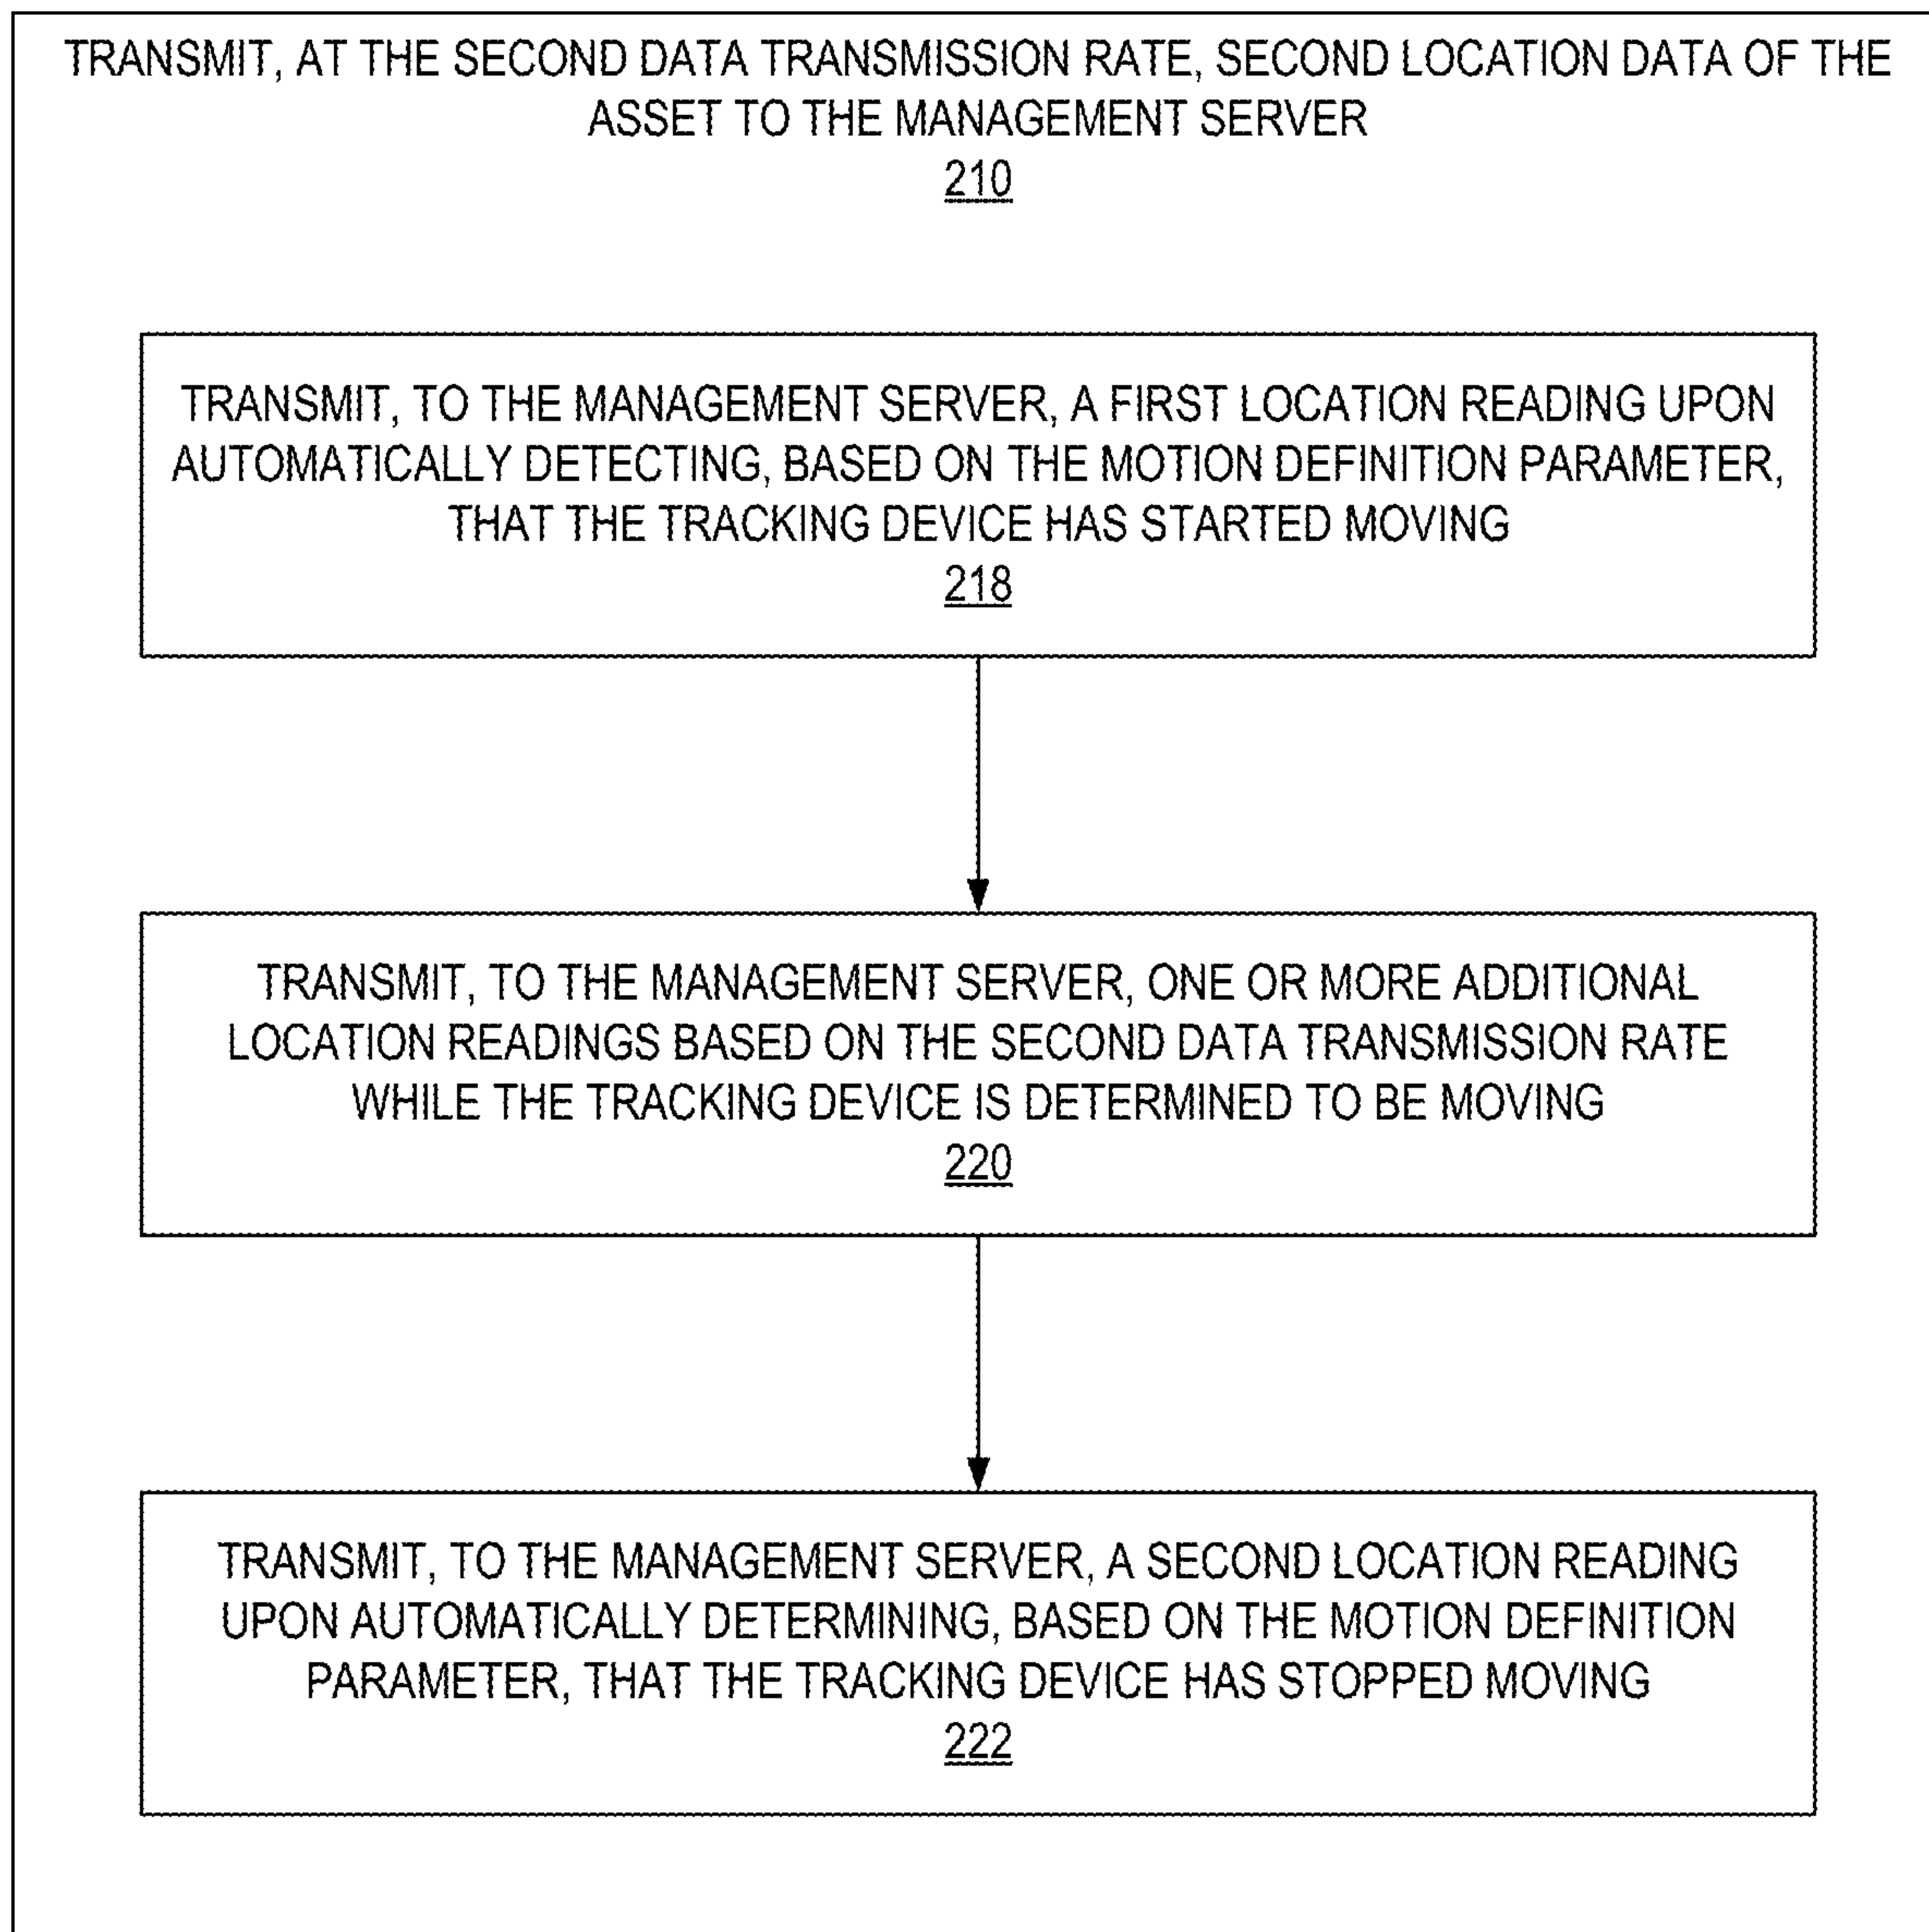 TRANSMIT, AT THE SECOND DATA TRANSMISSION RATE, SECOND LOCATION DATA OF THE
ASSET TO THE MANAGEMENT SERVER
210
TRANSMIT, TO THE MANAGEMENT SERVER, A FIRST LOCATION READING UPON
AUTOMATICALLY DETECTING, BASED ON THE MOTION DEFINITION PARAMETER,
THAT THE TRACKING DEVICE HAS STARTED MOVING
218
TRANSMIT, TO THE MANAGEMENT SERVER, ONE OR MORE ADDITIONAL
LOCATION READINGS BASED ON THE SECOND DATA TRANSMISSION RATE
WHILE THE TRACKING DEVICE IS DETERMINED TO BE MOVING
220
TRANSMIT, TO THE MANAGEMENT SERVER, A SECOND LOCATION READING
UPON AUTOMATICALLY DETERMINING, BASED ON THE MOTION DEFINITION
PARAMETER, THAT THE TRACKING DEVICE HAS STOPPED MOVING
222